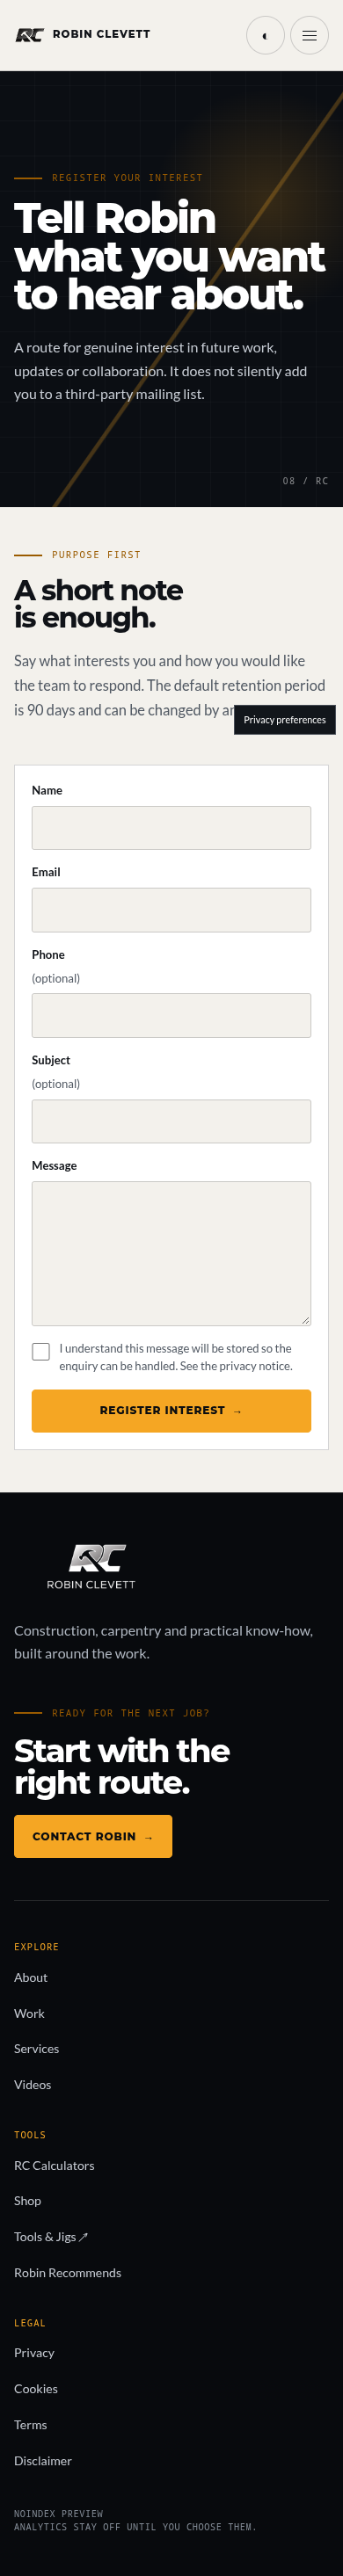 RC ROBIN CLEVETT
REGISTER YOUR INTEREST
Tell Robin
what you want
to hear about.
A route for genuine interest in future work,
updates or collaboration. It does not silently add
you to a third-party mailing list.
08 / RC
PURPOSE FIRST
A short note
is enough.
Say what interests you and how you would like
the team to respond. The default retention period
is 90 days and can be changed by
Privacy preferences
Name
Email
Phone
(optional)
Subject
(optional)
Message
I understand this message will be stored so the
enquiry can be handled. See the privacy notice.
REGISTER INTEREST →
RC
ROBIN CLEVETT
Construction, carpentry and practical know-how,
built around the work.
READY FOR THE NEXT JOB?
Start with the
right route.
CONTACT ROBIN →
EXPLORE
About
Work
Services
Videos
TOOLS
RC Calculators
Shop
Tools & Jigs ↗
Robin Recommends
LEGAL
Privacy
Cookies
Terms
Disclaimer
NOINDEX PREVIEW
ANALYTICS STAY OFF UNTIL YOU CHOOSE THEM.